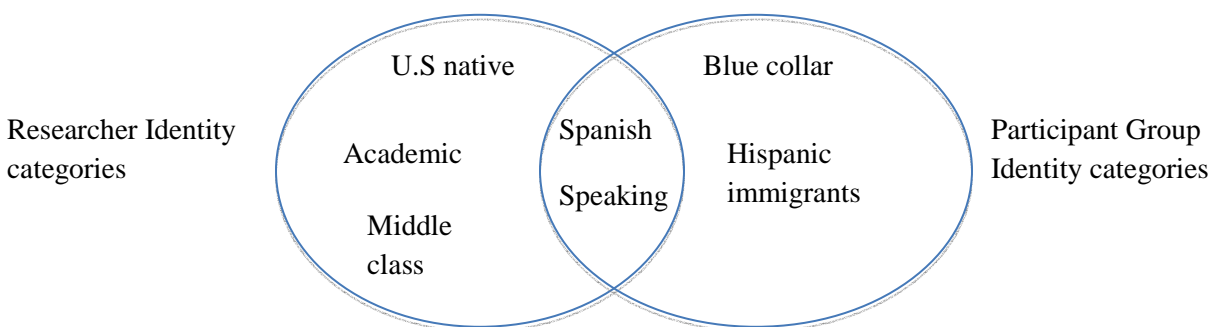 U.S native
Blue collar
Researcher Identity
categories
Spanish
Speaking
Academic
Hispanic
immigrants
Middle
class
Participant Group
Identity categories